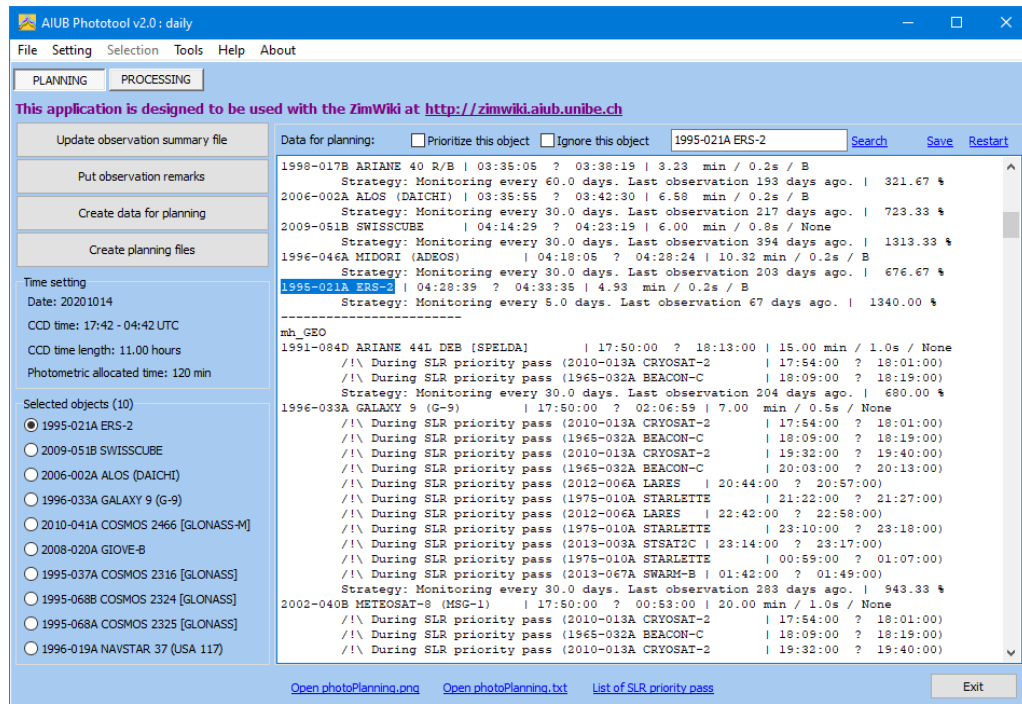 AIUB Phototool v2.0 : daily
File Setting Selection Tools Help About
PLANNING PROCESSING
This application is designed to be used with the ZimWiki at http://zimwiki.aiub.unibe.ch
Update observation summary file
Put observation remarks
Create data for planning
Create planning files
Time setting
Date: 20201014
CCD time: 17:42 - 04:42 UTC
CCD time length: 11.00 hours
Photometric allocated time: 120 min
Selected objects (10)
1995-021A ERS-2
2009-051B SWISSCUBE
2006-002A ALOS (DAICHI)
1996-033A GALAXY 9 (G-9)
2010-041A COSMOS 2466 [GLONASS-M]
2008-020A GIOVE-B
1995-037A COSMOS 2316 [GLONASS]
1995-068B COSMOS 2324 [GLONASS]
1995-068A COSMOS 2325 [GLONASS]
1996-019A NAVSTAR 37 (USA 117)
Data for planning: Prioritize this object Ignore this object 1995-021A ERS-2 Search Save Restart
1998-017B ARIANE 40 R/B | 03:35:05 ? 03:38:19 | 3.23 min / 0.2s / B
Strategy: Monitoring every 60.0 days. Last observation 193 days ago. | 321.67 %
2006-002A ALOS (DAICHI) | 03:35:55 ? 03:42:30 | 6.58 min / 0.2s / B
Strategy: Monitoring every 30.0 days. Last observation 217 days ago. | 723.33 %
2009-051B SWISSCUBE | 04:14:29 ? 04:23:19 | 6.00 min / 0.8s / None
Strategy: Monitoring every 30.0 days. Last observation 394 days ago. | 1313.33 %
1996-046A MIDORI (ADEOS) | 04:18:05 ? 04:28:24 | 10.32 min / 0.2s / B
Strategy: Monitoring every 30.0 days. Last observation 203 days ago. | 676.67 %
1995-021A ERS-2 | 04:28:39 ? 04:33:35 | 4.93 min / 0.2s / B
Strategy: Monitoring every 5.0 days. Last observation 67 days ago. | 1340.00 %
------------------------
mh_GEO
1991-084D ARIANE 44L DEB [SPELDA] | 17:50:00 ? 18:13:00 | 15.00 min / 1.0s / None
/!\ During SLR priority pass (2010-013A CRYOSAT-2 | 17:54:00 ? 18:01:00)
/!\ During SLR priority pass (1965-032A BEACON-C | 18:09:00 ? 18:19:00)
Strategy: Monitoring every 30.0 days. Last observation 204 days ago. | 680.00 %
1996-033A GALAXY 9 (G-9) | 17:50:00 ? 02:06:59 | 7.00 min / 0.5s / None
/!\ During SLR priority pass (2010-013A CRYOSAT-2 | 17:54:00 ? 18:01:00)
/!\ During SLR priority pass (1965-032A BEACON-C | 18:09:00 ? 18:19:00)
/!\ During SLR priority pass (2010-013A CRYOSAT-2 | 19:32:00 ? 19:40:00)
/!\ During SLR priority pass (1965-032A BEACON-C | 20:03:00 ? 20:13:00)
/!\ During SLR priority pass (2012-006A LARES | 20:44:00 ? 20:57:00)
/!\ During SLR priority pass (1975-010A STARLETTE | 21:22:00 ? 21:27:00)
/!\ During SLR priority pass (2012-006A LARES | 22:42:00 ? 22:58:00)
/!\ During SLR priority pass (1975-010A STARLETTE | 23:10:00 ? 23:18:00)
/!\ During SLR priority pass (2013-003A STSAT2C | 23:14:00 ? 23:17:00)
/!\ During SLR priority pass (1975-010A STARLETTE | 00:59:00 ? 01:07:00)
/!\ During SLR priority pass (2013-067A SWARM-B | 01:42:00 ? 01:49:00)
Strategy: Monitoring every 30.0 days. Last observation 283 days ago. | 943.33 %
2002-040B METEOSAT-8 (MSG-1) | 17:50:00 ? 00:53:00 | 20.00 min / 1.0s / None
/!\ During SLR priority pass (2010-013A CRYOSAT-2 | 17:54:00 ? 18:01:00)
/!\ During SLR priority pass (1965-032A BEACON-C | 18:09:00 ? 18:19:00)
/!\ During SLR priority pass (2010-013A CRYOSAT-2 | 19:32:00 ? 19:40:00)
Open photoPlanning.png Open photoPlanning.txt List of SLR priority pass Exit